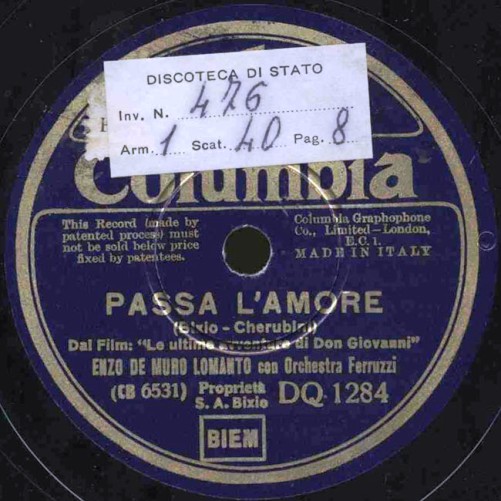 DISCOTECA DI STATO
Inv. N. 476
Arm. 1 Scat. 40 Pag. 8
Columbia
This Record (made by
patented process) must
not be sold below price
fixed by patentees.
Columbia Graphophone
Co., Limited—London,
E.C. 1.
MADE IN ITALY
PASSA L'AMORE
(Bixio - Cherubini)
Dal Film: "Le ultime avventure di Don Giovanni"
ENZO DE MURO LOMANTO con Orchestra Ferruzzi
(CB 6531) Proprietà
S. A. Bixio DQ 1284
BIEM